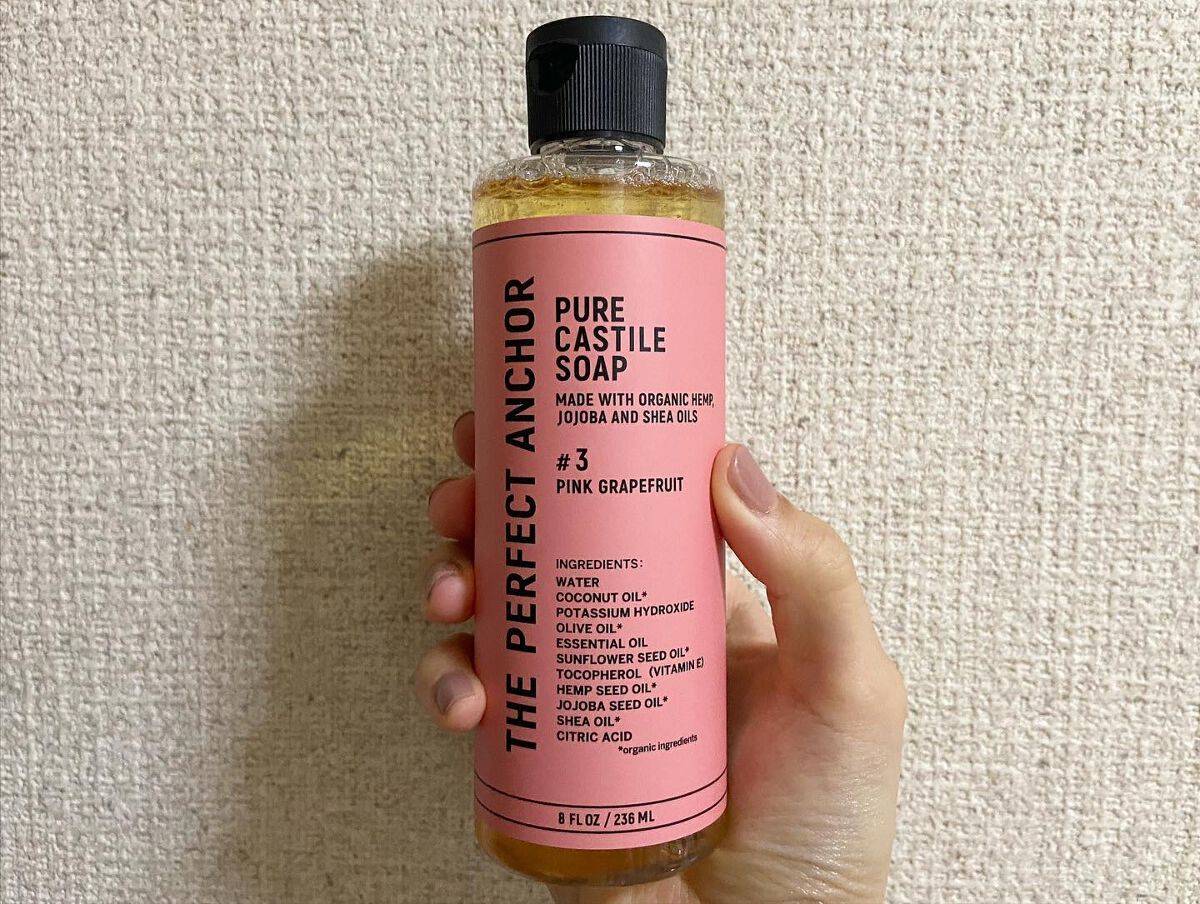 THE PERFECT ANCHOR
PURE
CASTILE
SOAP
MADE WITH ORGANIC HEMP,
JOJOBA AND SHEA OILS
#3
PINK GRAPEFRUIT
INGREDIENTS:
WATER
COCONUT OIL*
POTASSIUM HYDROXIDE
OLIVE OIL*
ESSENTIAL OIL
SUNFLOWER SEED OIL*
TOCOPHEROL (VITAMIN E)
HEMP SEED OIL*
JOJOBA SEED OIL*
SHEA OIL*
CITRIC ACID
*organic ingredients
8 FL OZ / 236 ML